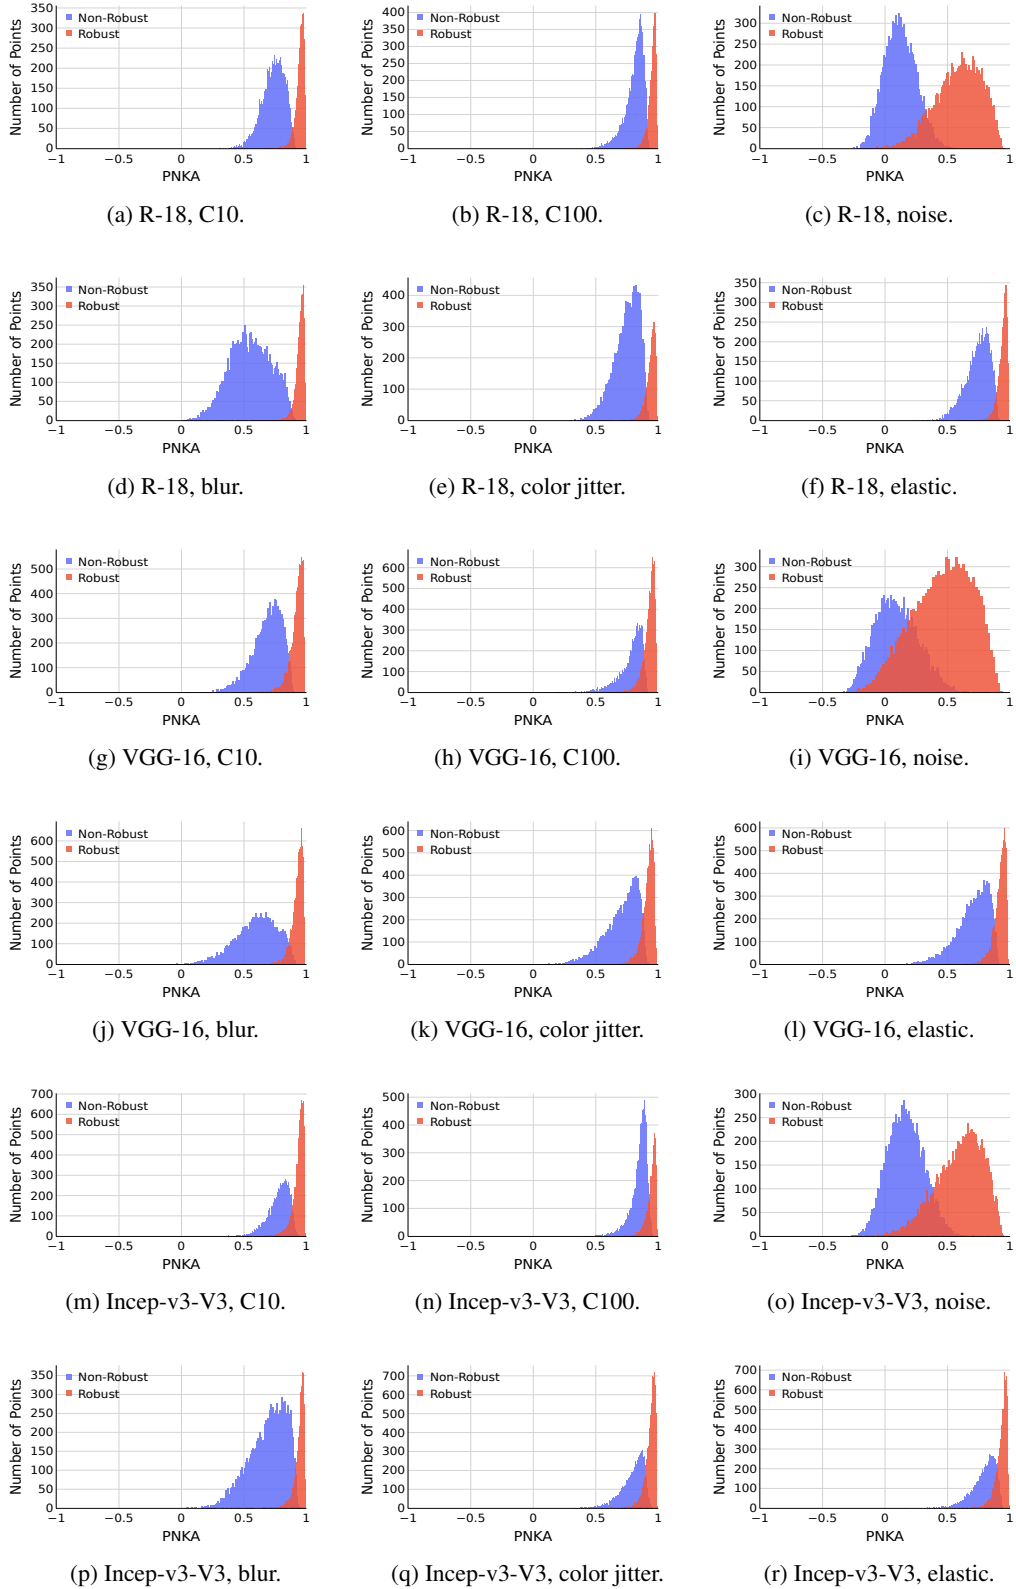 Number of Points
350
300
250
200
150
100
50
0
Non-Robust
Robust
−1 −0.5 0 0.5 1
PNKA
(a) R-18, C10.
Number of Points
400
350
300
250
200
150
100
50
0
Non-Robust
Robust
−1 −0.5 0 0.5 1
PNKA
(b) R-18, C100.
Number of Points
300
250
200
150
100
50
0
Non-Robust
Robust
−1 −0.5 0 0.5 1
PNKA
(c) R-18, noise.
Number of Points
350
300
250
200
150
100
50
0
Non-Robust
Robust
−1 −0.5 0 0.5 1
PNKA
(d) R-18, blur.
Number of Points
400
300
200
100
0
Non-Robust
Robust
−1 −0.5 0 0.5 1
PNKA
(e) R-18, color jitter.
Number of Points
350
300
250
200
150
100
50
0
Non-Robust
Robust
−1 −0.5 0 0.5 1
PNKA
(f) R-18, elastic.
Number of Points
500
400
300
200
100
0
Non-Robust
Robust
−1 −0.5 0 0.5 1
PNKA
(g) VGG-16, C10.
Number of Points
600
500
400
300
200
100
0
Non-Robust
Robust
−1 −0.5 0 0.5 1
PNKA
(h) VGG-16, C100.
Number of Points
300
250
200
150
100
50
0
Non-Robust
Robust
−1 −0.5 0 0.5 1
PNKA
(i) VGG-16, noise.
Number of Points
600
500
400
300
200
100
0
Non-Robust
Robust
−1 −0.5 0 0.5 1
PNKA
(j) VGG-16, blur.
Number of Points
600
500
400
300
200
100
0
Non-Robust
Robust
−1 −0.5 0 0.5 1
PNKA
(k) VGG-16, color jitter.
Number of Points
600
500
400
300
200
100
0
Non-Robust
Robust
−1 −0.5 0 0.5 1
PNKA
(l) VGG-16, elastic.
Number of Points
700
600
500
400
300
200
100
0
Non-Robust
Robust
−1 −0.5 0 0.5 1
PNKA
(m) Incep-v3-V3, C10.
Number of Points
500
400
300
200
100
0
Non-Robust
Robust
−1 −0.5 0 0.5 1
PNKA
(n) Incep-v3-V3, C100.
Number of Points
300
250
200
150
100
50
0
Non-Robust
Robust
−1 −0.5 0 0.5 1
PNKA
(o) Incep-v3-V3, noise.
Number of Points
350
300
250
200
150
100
50
0
Non-Robust
Robust
−1 −0.5 0 0.5 1
PNKA
(p) Incep-v3-V3, blur.
Number of Points
700
600
500
400
300
200
100
0
Non-Robust
Robust
−1 −0.5 0 0.5 1
PNKA
(q) Incep-v3-V3, color jitter.
Number of Points
700
600
500
400
300
200
100
0
Non-Robust
Robust
−1 −0.5 0 0.5 1
PNKA
(r) Incep-v3-V3, elastic.